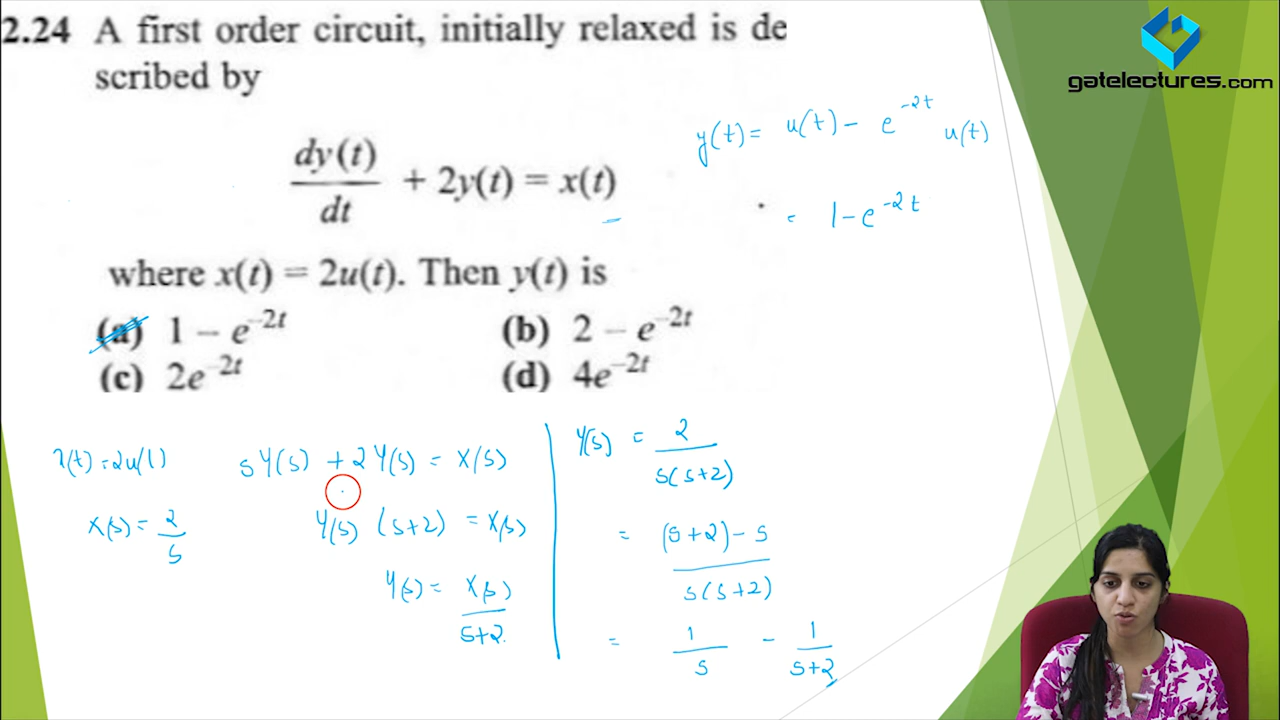 2.24 A first order circuit, initially relaxed is de
scribed by
dy(t)/dt + 2y(t) = x(t)
where x(t) = 2u(t). Then y(t) is
(a) 1 – e^-2t (b) 2 – e^-2t
(c) 2e^-2t (d) 4e^-2t
gatelectures.com
y(t) = u(t) – e^-2t u(t)
= 1 – e^-2t
x(t) = 2u(t)
X(s) = 2/s
sY(s) + 2Y(s) = X(s)
Y(s) (s+2) = X(s)
Y(s) = X(s)/s+2
Y(s) = 2/s(s+2)
= (s+2) – s/s(s+2)
= 1/s – 1/s+2